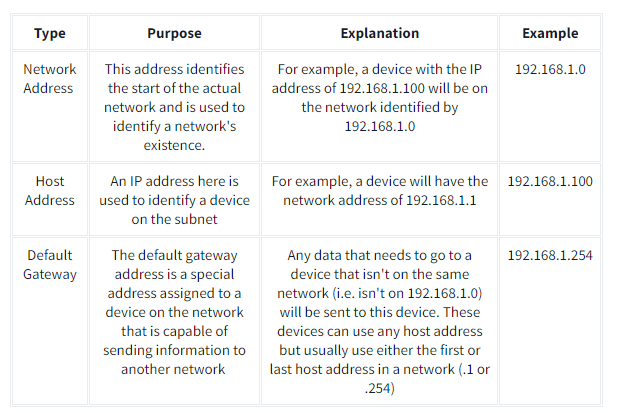 Type Purpose Explanation Example
Network Address
This address identifies
the start of the actual
network and is used to
identify a network's
existence.
For example, a device with the IP
address of 192.168.1.100 will be on
the network identified by
192.168.1.0
192.168.1.0
Host
Address
An IP address here is
used to identify a device
on the subnet
For example, a device will have the
network address of 192.168.1.1
192.168.1.100
Default
Gateway
The default gateway
address is a special
address assigned to a
device on the network
that is capable of
sending information to
another network
Any data that needs to go to a
device that isn't on the same
network (i.e. isn't on 192.168.1.0)
will be sent to this device. These
devices can use any host address
but usually use either the first or
last host address in a network (.1 or
.254)
192.168.1.254